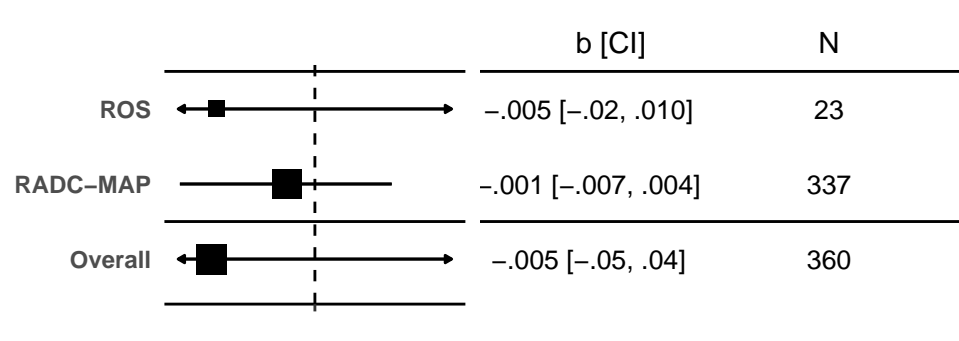 b [CI] N
ROS −.005 [−.02, .010] 23
RADC−MAP −.001 [−.007, .004] 337
Overall −.005 [−.05, .04] 360